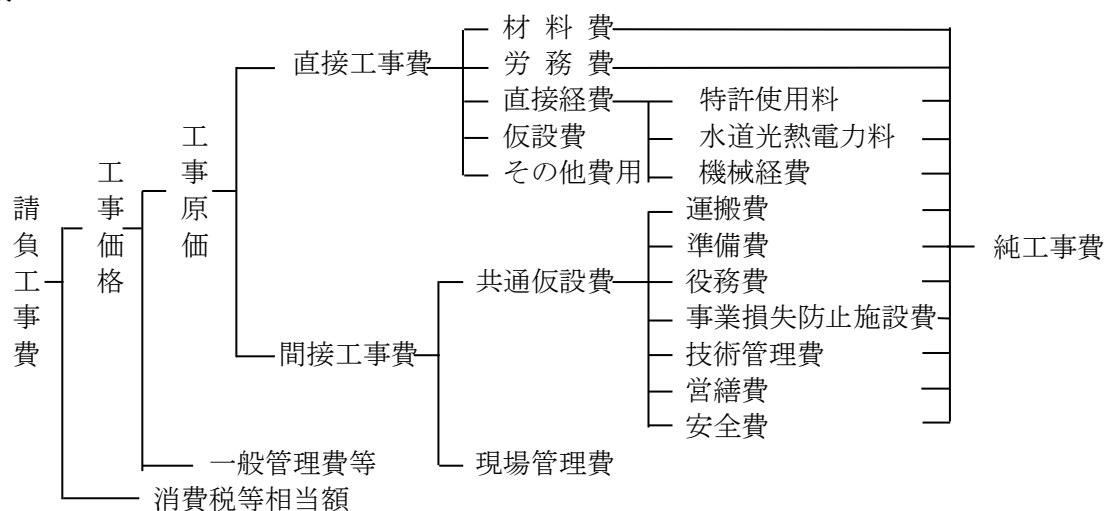 請負工事費
工事価格
工事原価
直接工事費
材料費
労務費
直接経費
特許使用料
水道光熱電力料
機械経費
仮設費
その他費用
間接工事費
共通仮設費
運搬費
準備費
役務費
事業損失防止施設費
技術管理費
営繕費
安全費
純工事費
現場管理費
一般管理費等
消費税等相当額